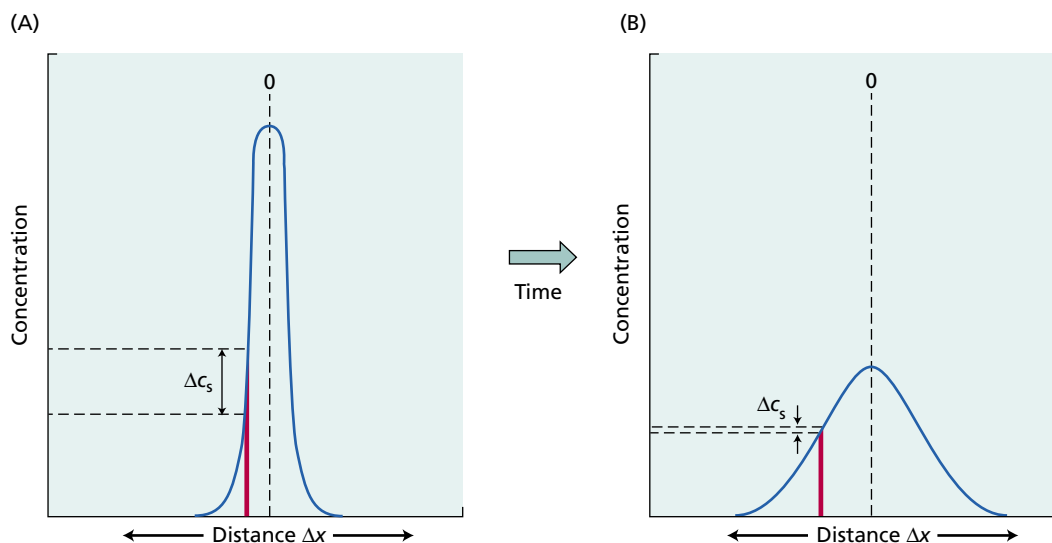 (A)
0
Concentration
Δcs
Distance Δx
Time
(B)
0
Concentration
Δcs
Distance Δx